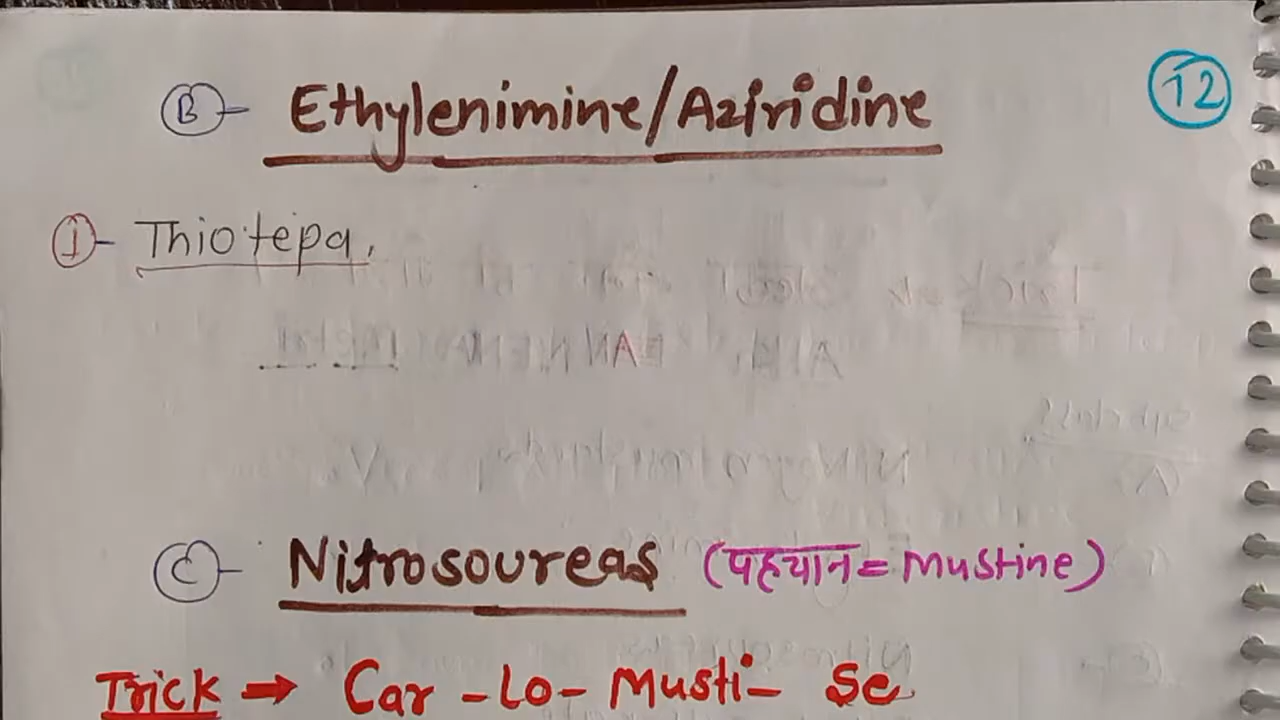 B - Ethylenimine/Aziridine
12
1 - Thiotepa,
C - Nitrosoureas (पहचान = Mustine)
Trick → Car - Lo - Musti - Se